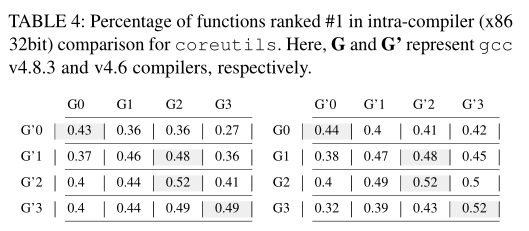 TABLE 4: Percentage of functions ranked #1 in intra-compiler (x86
32bit) comparison for coreutils. Here, G and G’ represent gcc
v4.8.3 and v4.6 compilers, respectively.
G0 G1 G2 G3 G’0 G’1 G’2 G’3
G’0 0.43 0.36 0.36 0.27 G0 0.44 0.4 0.41 0.42
G’1 0.37 0.46 0.48 0.36 G1 0.38 0.47 0.48 0.45
G’2 0.4 0.44 0.52 0.41 G2 0.4 0.49 0.52 0.5
G’3 0.4 0.44 0.49 0.49 G3 0.32 0.39 0.43 0.52